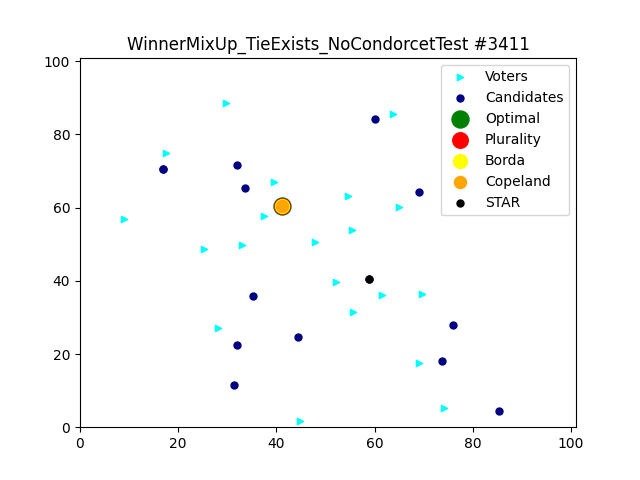 WinnerMixUp_TieExists_NoCondorcetTest #3411
Voters
Candidates
Optimal
Plurality
Borda
Copeland
STAR
100
80
60
40
20
0
0 20 40 60 80 100